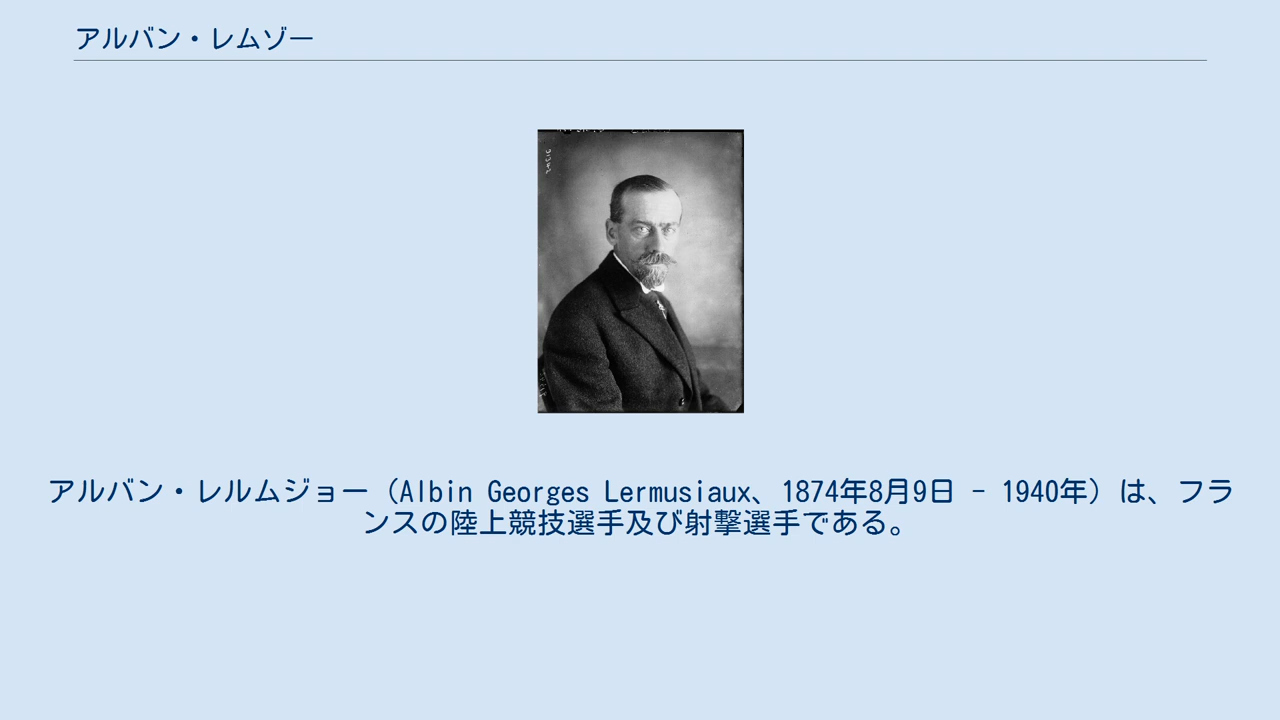 アルバン・レムゾー
アルバン・レルムジョー（Albin Georges Lermusiaux、1874年8月9日 - 1940年）は、フラ
ンスの陸上競技選手及び射撃選手である。